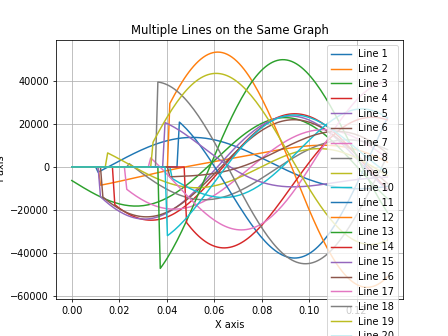 Multiple Lines on the Same Graph
40000
20000
0
−20000
−40000
−60000
axis
0.00
0.02
0.04
0.06
0.08
0.10
X axis
Line 1
Line 2
Line 3
Line 4
Line 5
Line 6
Line 7
Line 8
Line 9
Line 10
Line 11
Line 12
Line 13
Line 14
Line 15
Line 16
Line 17
Line 18
Line 19
Line 20